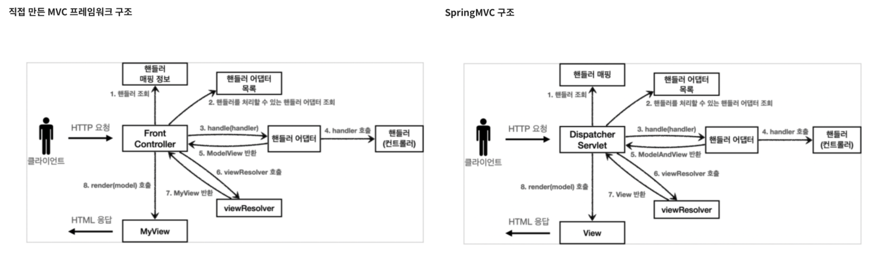 직접 만든 MVC 프레임워크 구조
핸들러
매핑 정보
핸들러 어댑터
목록
1. 핸들러 조회
2. 핸들러를 처리할 수 있는 핸들러 어댑터 조회
HTTP 요청
클라이언트
Front
Controller
3. handle(handler)
핸들러 어댑터
4. handler 호출
핸들러
(컨트롤러)
5. ModelView 반환
6. viewResolver 호출
7. MyView 반환
8. render(model) 호출
viewResolver
HTML 응답
MyView
SpringMVC 구조
핸들러 매핑
핸들러 어댑터
목록
1. 핸들러 조회
2. 핸들러를 처리할 수 있는 핸들러 어댑터 조회
HTTP 요청
클라이언트
Dispatcher
Servlet
3. handle(handler)
핸들러 어댑터
4. handler 호출
핸들러
(컨트롤러)
5. ModelAndView 반환
6. viewResolver 호출
7. View 반환
8. render(model) 호출
viewResolver
HTML 응답
View